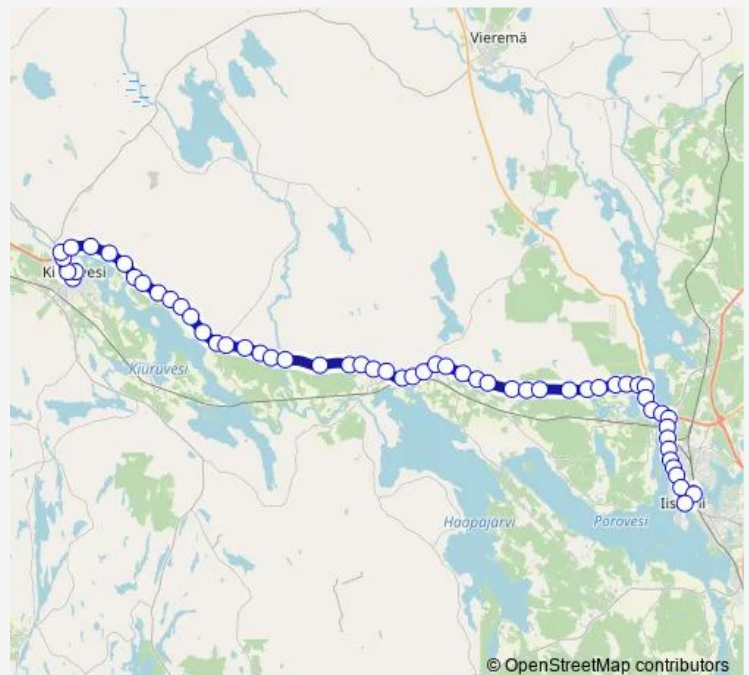 Vieremä
Kiuruvesi
Haapajärvi
Porovesi
© OpenStreetMap contributors